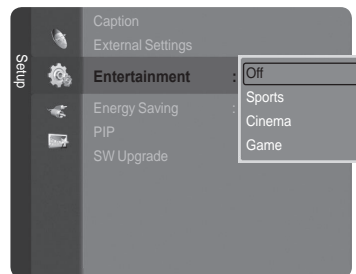 Setup
Caption
External Settings
Entertainment :
Off
Sports
Cinema
Game
Energy Saving :
PIP
SW Upgrade